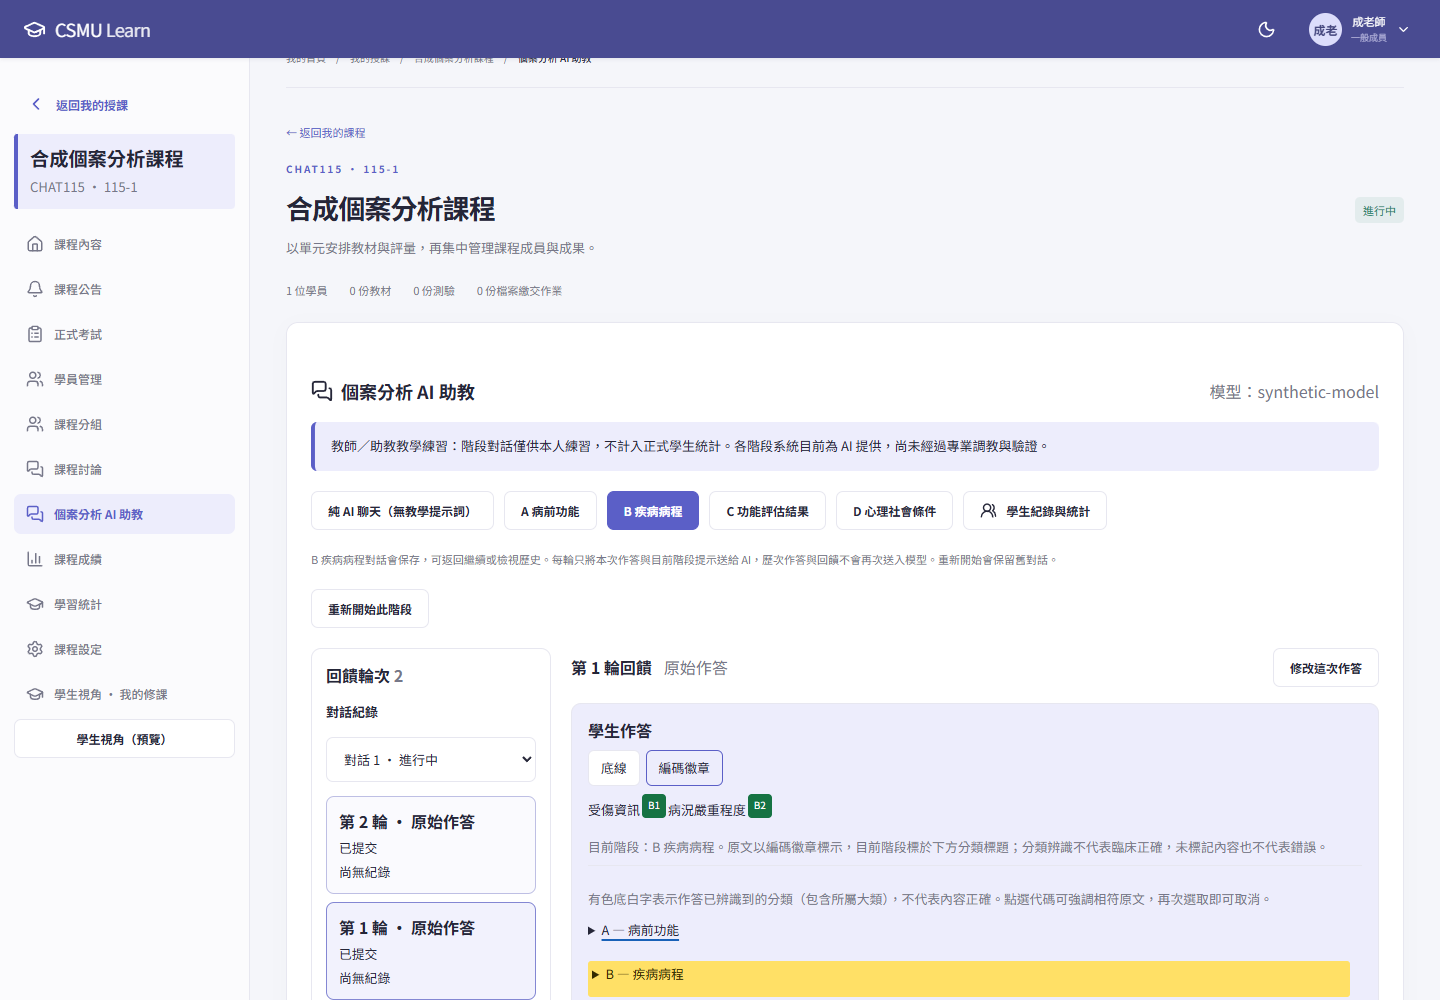 CSMU Learn
成老
成老師
一般成員
我的首頁 / 我的授課 / 合成個案分析課程 / 個案分析 AI 助教
返回我的授課
合成個案分析課程
CHAT115 · 115-1
課程內容
課程公告
正式考試
學員管理
課程分組
課程討論
個案分析 AI 助教
課程成績
學習統計
課程設定
學生視角 · 我的修課
學生視角（預覽）
← 返回我的課程
CHAT115 · 115-1
合成個案分析課程
進行中
以單元安排教材與評量，再集中管理課程成員與成果。
1 位學員 0 份教材 0 份測驗 0 份檔案繳交作業
個案分析 AI 助教
模型：synthetic-model
教師／助教教學練習：階段對話僅供本人練習，不計入正式學生統計。各階段系統目前為 AI 提供，尚未經過專業調教與驗證。
純 AI 聊天（無教學提示詞）
A 病前功能
B 疾病病程
C 功能評估結果
D 心理社會條件
學生紀錄與統計
B 疾病病程對話會保存，可返回繼續或檢視歷史。每輪只將本次作答與目前階段提示送給 AI，歷次作答與回饋不會再次送入模型。重新開始會保留舊對話。
重新開始此階段
回饋輪次 2
對話紀錄
對話 1 · 進行中
第 2 輪 · 原始作答
已提交
尚無紀錄
第 1 輪 · 原始作答
已提交
尚無紀錄
第 1 輪回饋 原始作答
修改這次作答
學生作答
底線
編碼徽章
受傷資訊 B1 病況嚴重程度 B2
目前階段：B 疾病病程。原文以編碼徽章標示，目前階段標於下方分類標題；分類辨識不代表臨床正確，未標記內容也不代表錯誤。
有色底白字表示作答已辨識到的分類（包含所屬大類），不代表內容正確。點選代碼可強調相符原文，再次選取即可取消。
▶ A — 病前功能
▶ B — 疾病病程